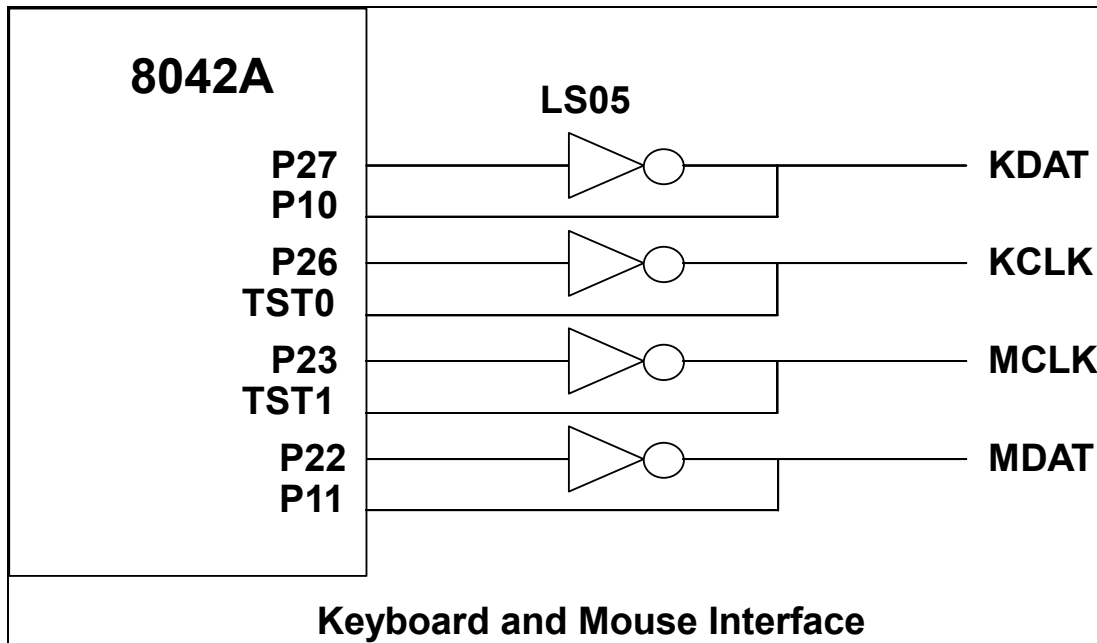 8042A
LS05
P27
KDAT
P10
P26
KCLK
TST0
P23
MCLK
TST1
P22
MDAT
P11
Keyboard and Mouse Interface